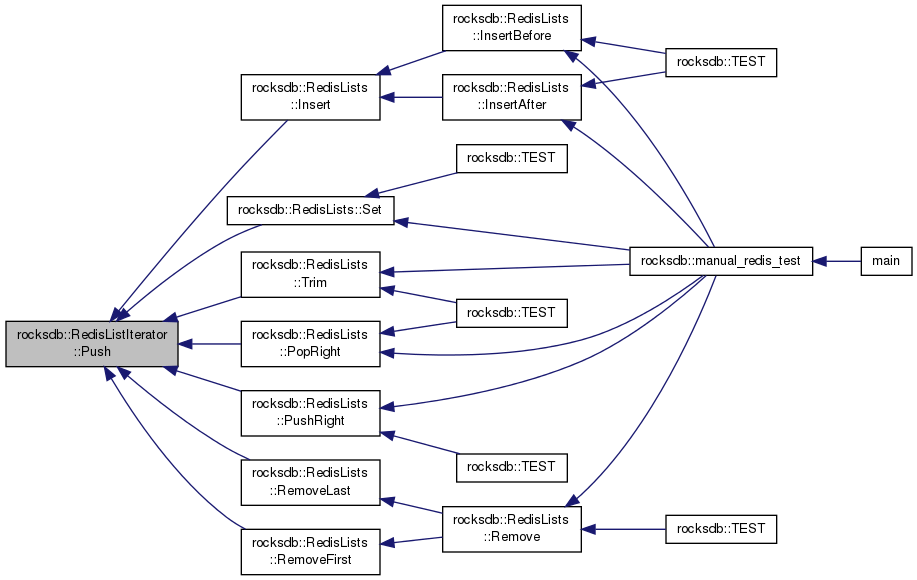 rocksdb::RedisLists
::InsertBefore
rocksdb::TEST
rocksdb::RedisLists
::Insert
rocksdb::RedisLists
::InsertAfter
rocksdb::TEST
rocksdb::RedisLists::Set
rocksdb::RedisLists
::Trim
rocksdb::manual_redis_test
main
rocksdb::TEST
rocksdb::RedisListIterator
::Push
rocksdb::RedisLists
::PopRight
rocksdb::RedisLists
::PushRight
rocksdb::TEST
rocksdb::RedisLists
::RemoveLast
rocksdb::RedisLists
::Remove
rocksdb::TEST
rocksdb::RedisLists
::RemoveFirst